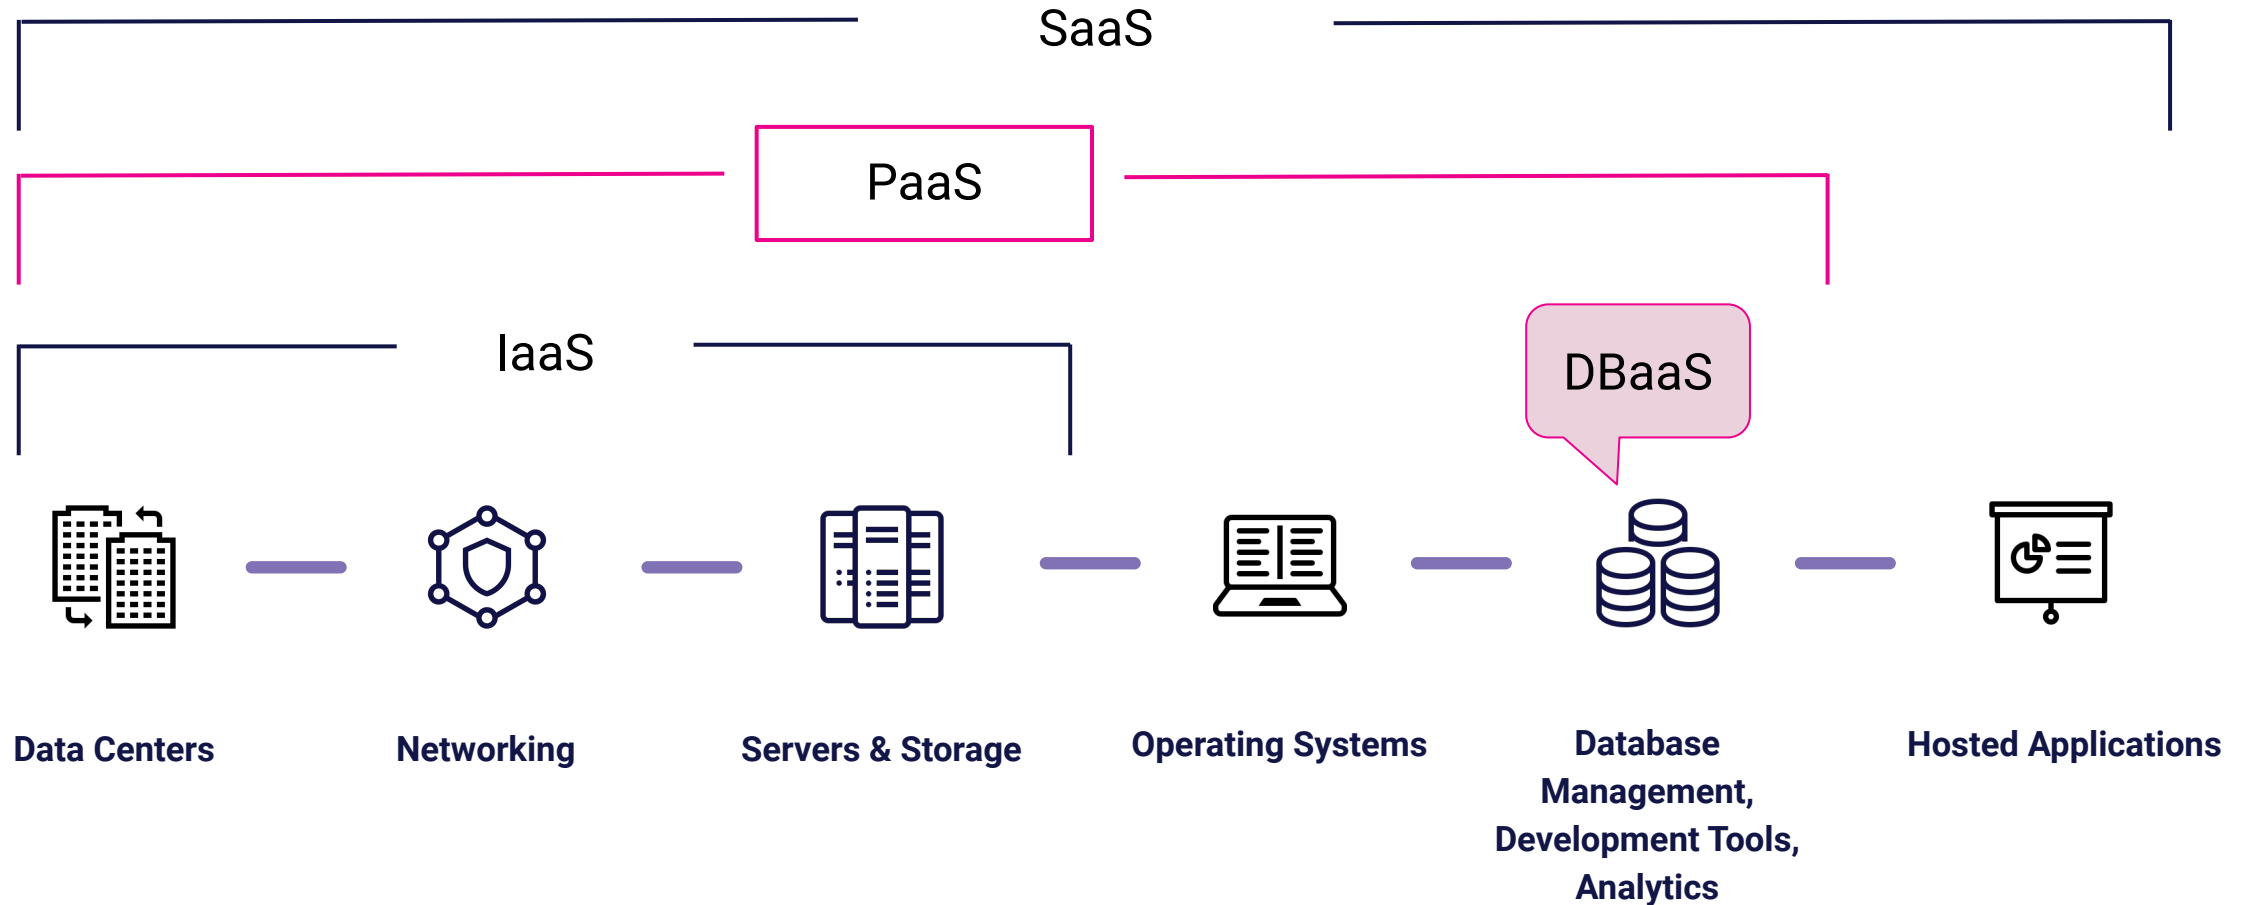 SaaS
PaaS
IaaS
DBaaS
Data Centers
Networking
Servers & Storage
Operating Systems
Database
Management,
Development Tools,
Analytics
Hosted Applications